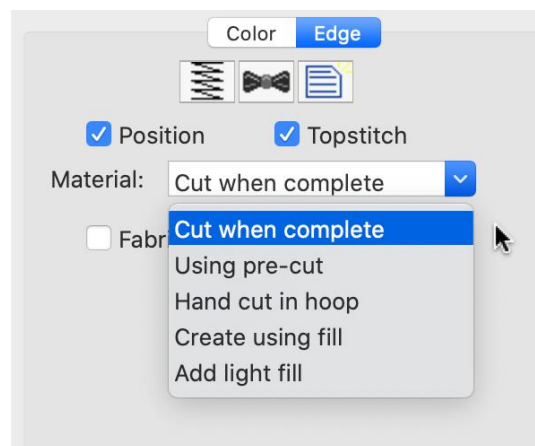 Color Edge
Position Topstitch
Material: Cut when complete
Fabr
Cut when complete
Using pre-cut
Hand cut in hoop
Create using fill
Add light fill